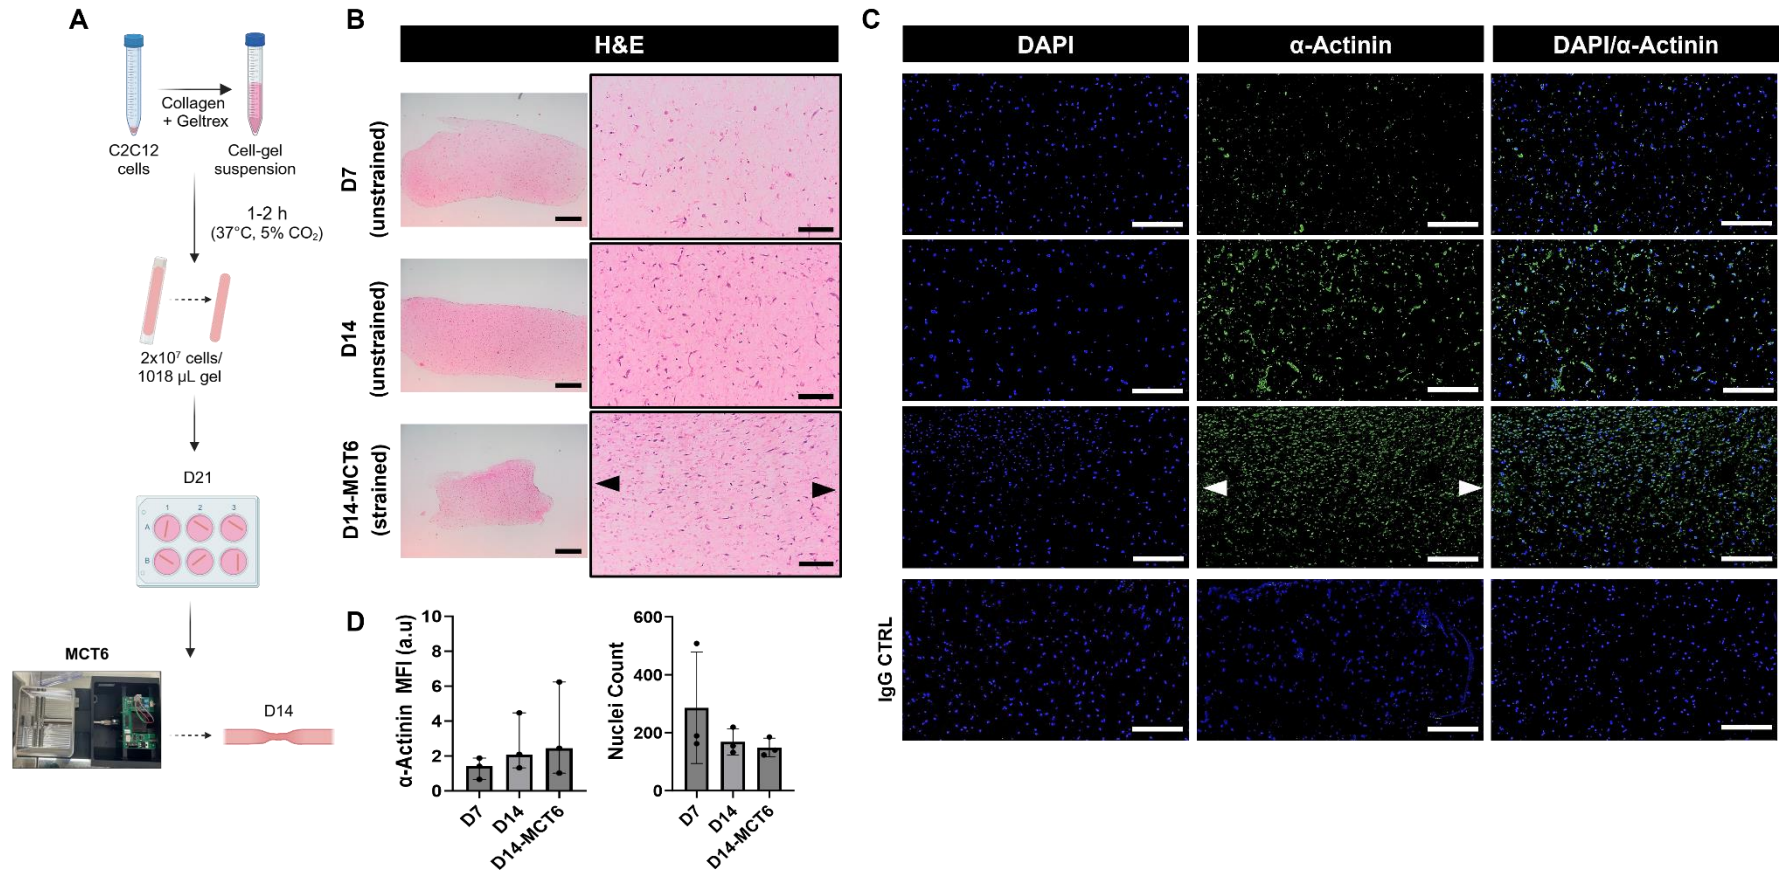 A
C2C12
cells
Collagen
+ Geltrex
Cell-gel
suspension
1-2 h
(37°C, 5% CO₂)
2x10⁷ cells/
1018 µL gel
D21
1 2 3
A
B
MCT6
D14
B
H&E
D7
(unstrained)
D14
(unstrained)
D14-MCT6
(strained)
C
DAPI
α-Actinin
DAPI/α-Actinin
IgG CTRL
D
α-Actinin MFI (a.u)
10
8
6
4
2
0
D7
D14
D14-MCT6
Nuclei Count
600
400
200
0
D7
D14
D14-MCT6